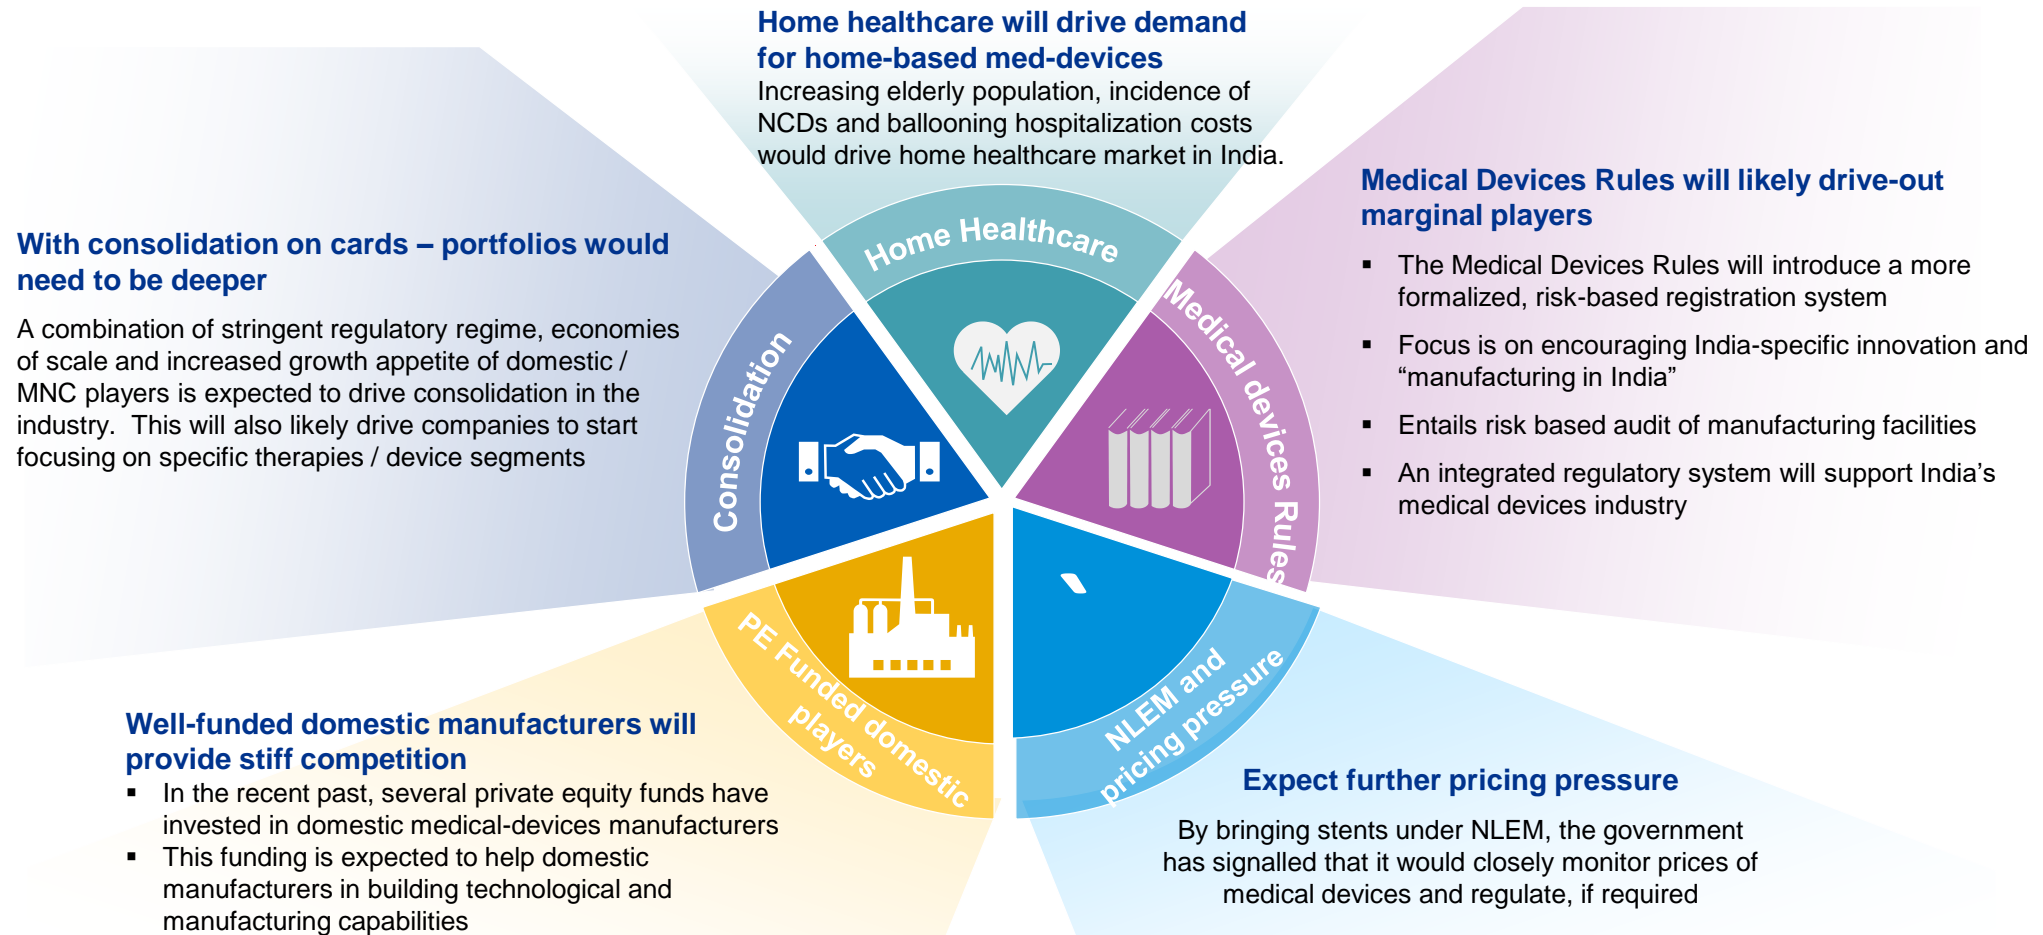 Home healthcare will drive demand
for home-based med-devices
Increasing elderly population, incidence of
NCDs and ballooning hospitalization costs
would drive home healthcare market in India.
Medical Devices Rules will likely drive-out
marginal players
▪ The Medical Devices Rules will introduce a more
formalized, risk-based registration system
▪ Focus is on encouraging India-specific innovation and
“manufacturing in India”
▪ Entails risk based audit of manufacturing facilities
▪ An integrated regulatory system will support India’s
medical devices industry
With consolidation on cards – portfolios would
need to be deeper
A combination of stringent regulatory regime, economies
of scale and increased growth appetite of domestic /
MNC players is expected to drive consolidation in the
industry.  This will also likely drive companies to start
focusing on specific therapies / device segments
Home Healthcare
Medical devices Rules
Consolidation
PE Funded domestic
players
NLEM and
pricing pressure
Well-funded domestic manufacturers will
provide stiff competition
▪ In the recent past, several private equity funds have
invested in domestic medical-devices manufacturers
▪ This funding is expected to help domestic
manufacturers in building technological and
manufacturing capabilities
Expect further pricing pressure
By bringing stents under NLEM, the government
has signalled that it would closely monitor prices of
medical devices and regulate, if required